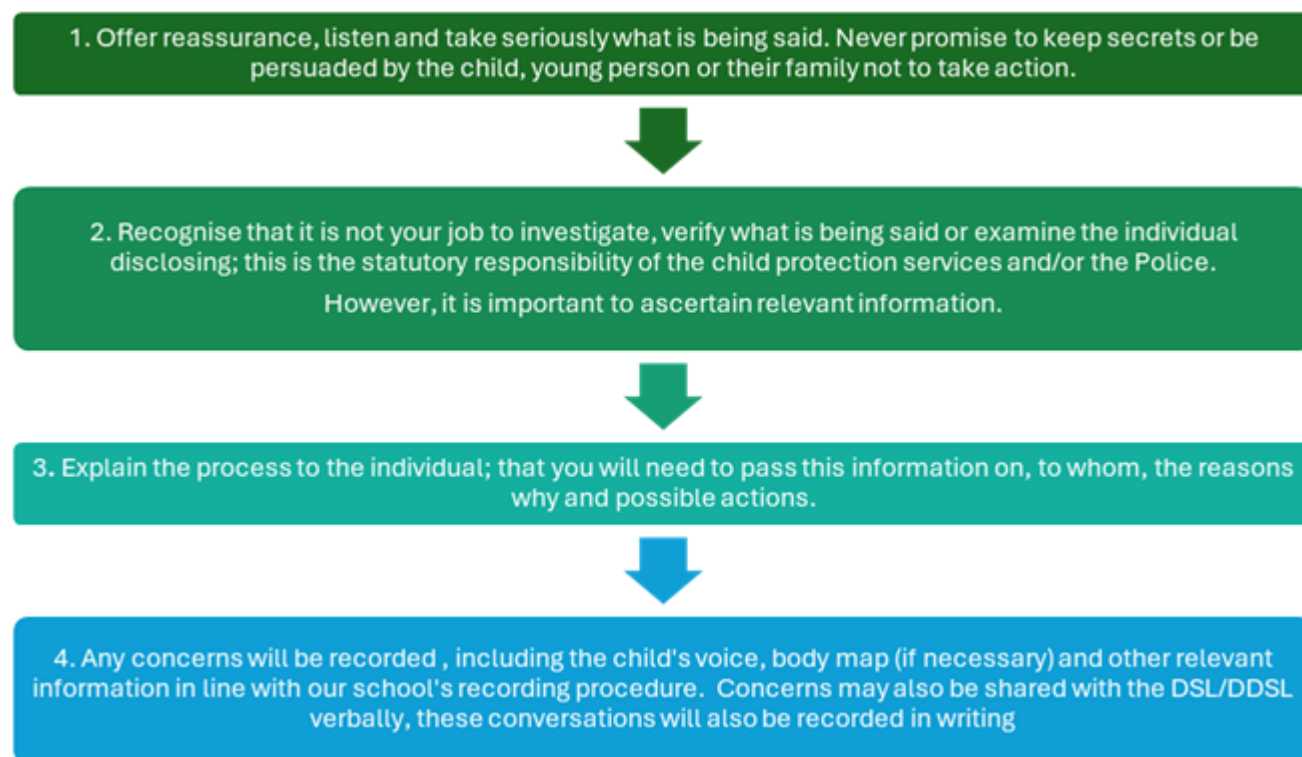 1. Offer reassurance, listen and take seriously what is being said. Never promise to keep secrets or be
persuaded by the child, young person or their family not to take action.
2. Recognise that it is not your job to investigate, verify what is being said or examine the individual
disclosing; this is the statutory responsibility of the child protection services and/or the Police.
However, it is important to ascertain relevant information.
3. Explain the process to the individual; that you will need to pass this information on, to whom, the reasons
why and possible actions.
4. Any concerns will be recorded , including the child's voice, body map (if necessary) and other relevant
information in line with our school's recording procedure.  Concerns may also be shared with the DSL/DDSL
verbally, these conversations will also be recorded in writing